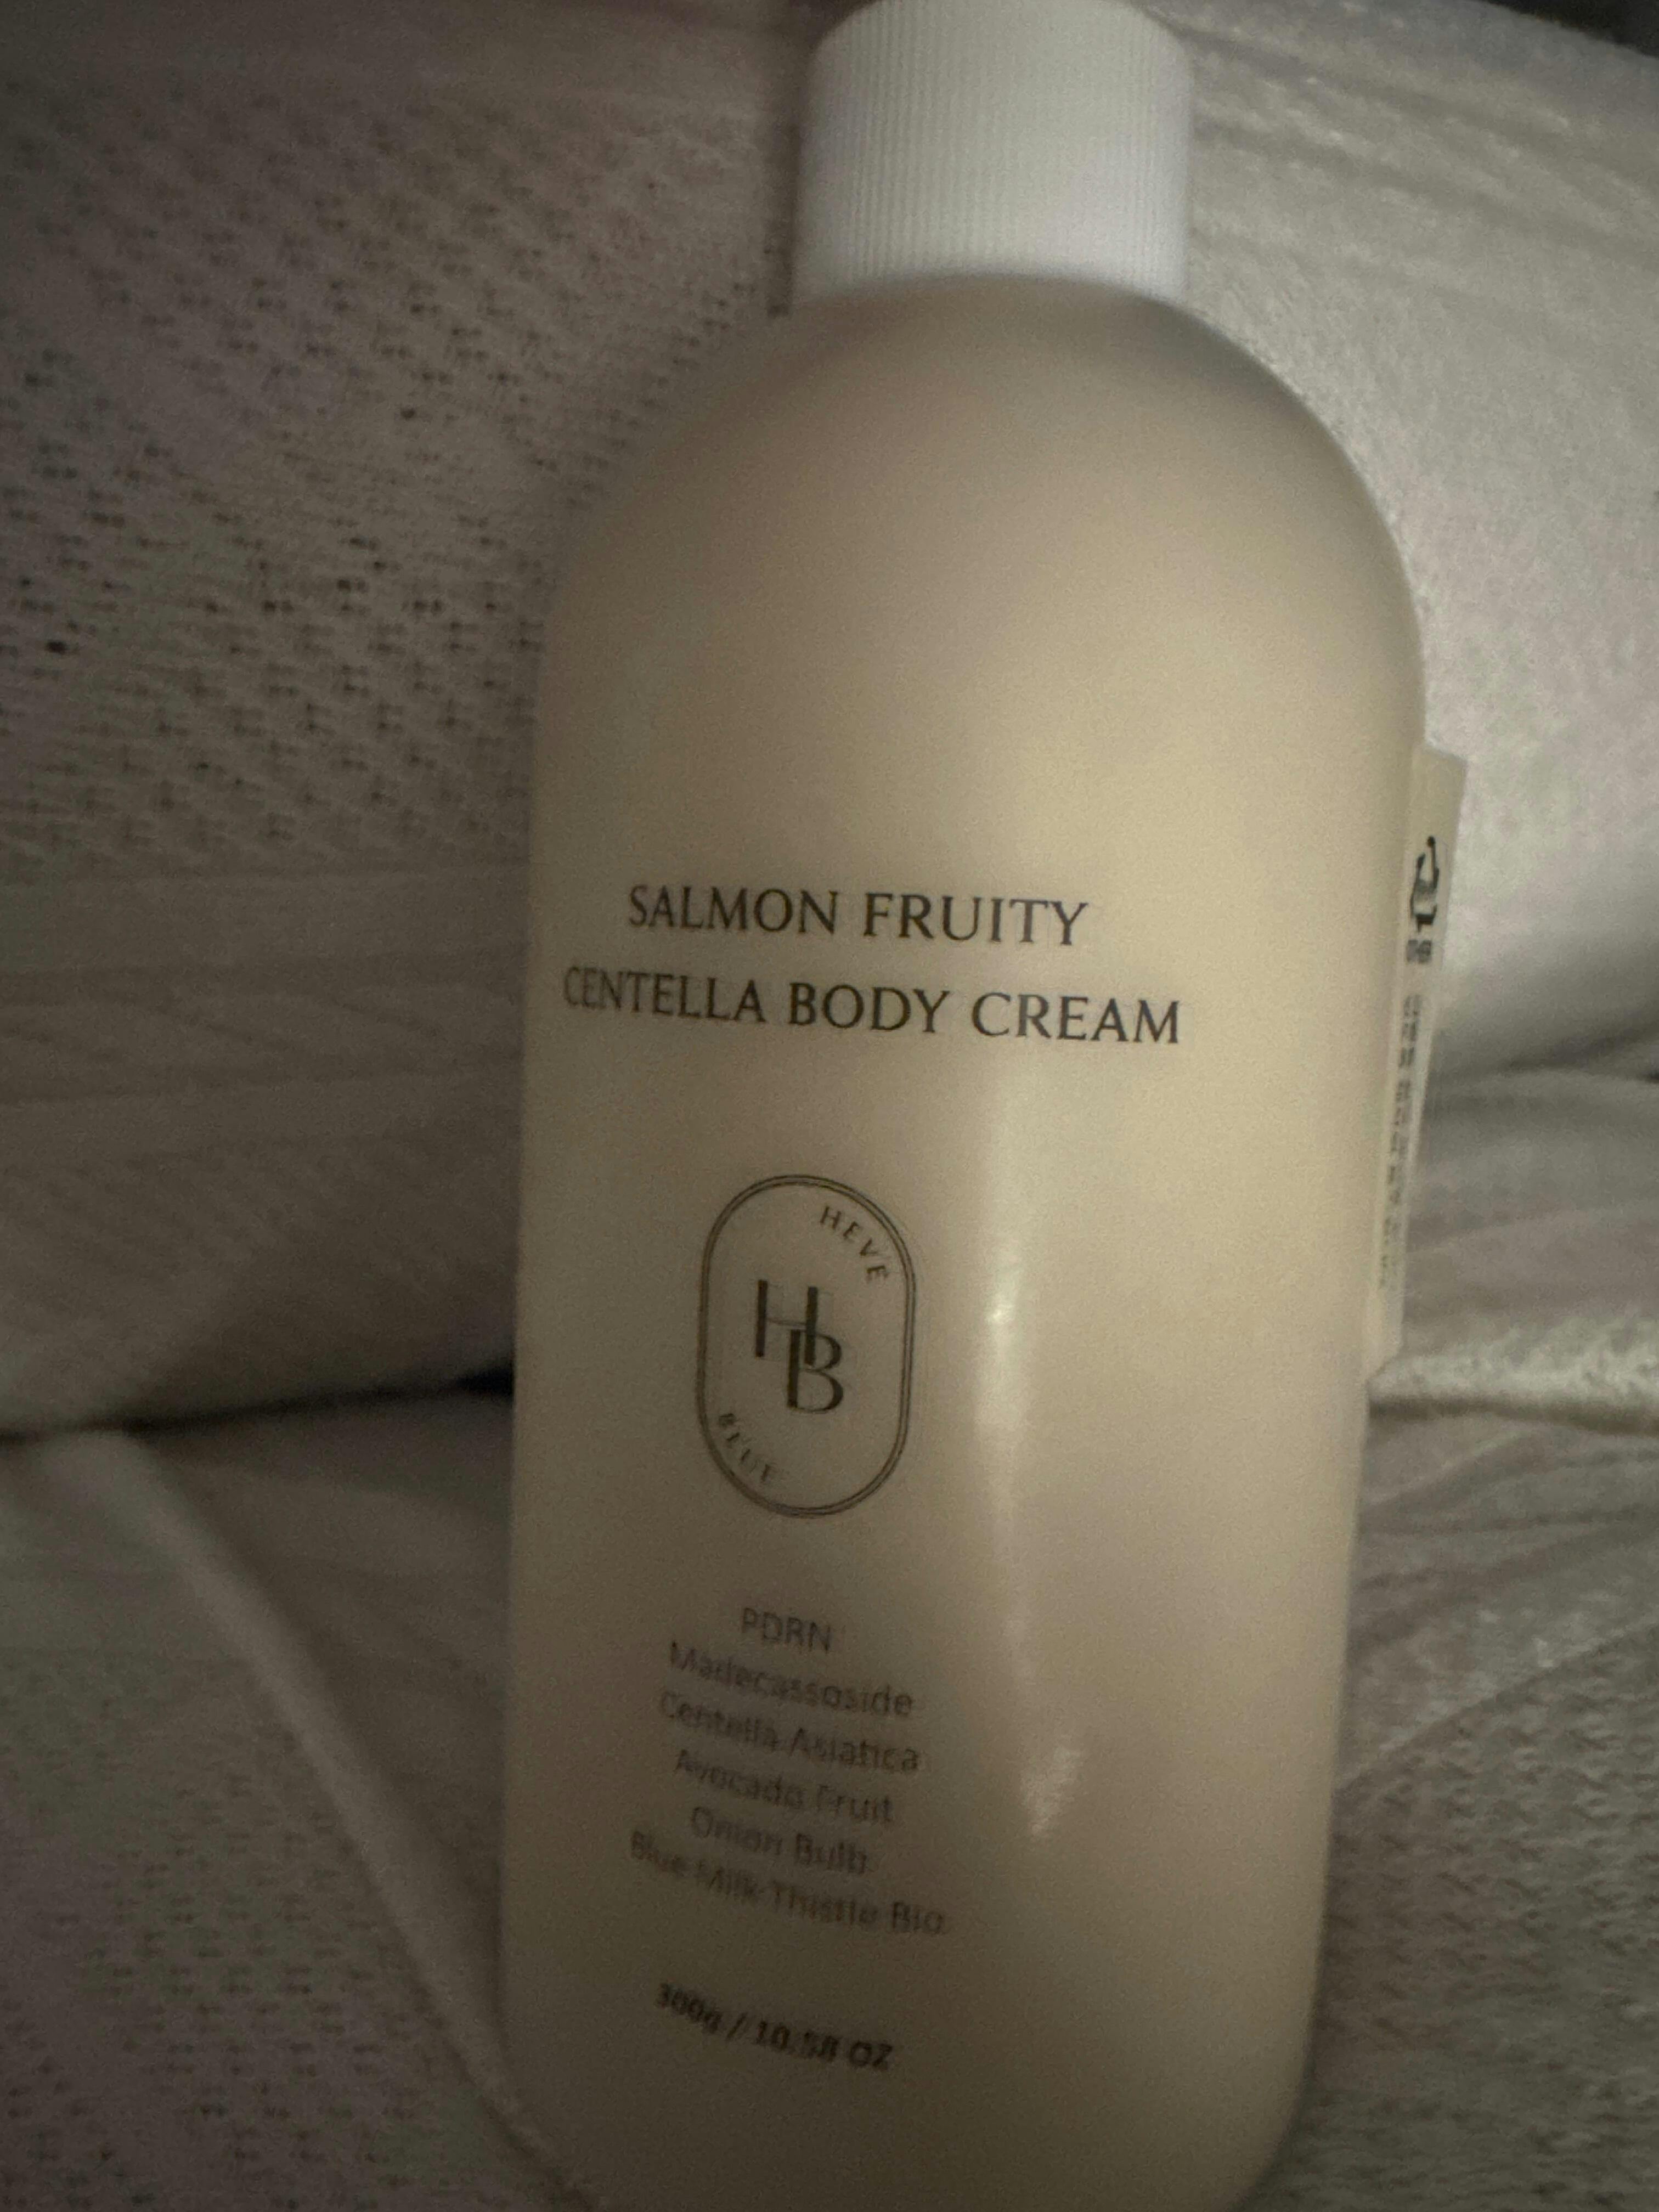 SALMON FRUITY
CENTELLA BODY CREAM
HEVE
HB
BLUE
PDRN
Madecassoside
Centella Asiatica
Avocado Fruit
Onion Bulb
Blue Milk Thistle Bio
300g / 10.58 OZ